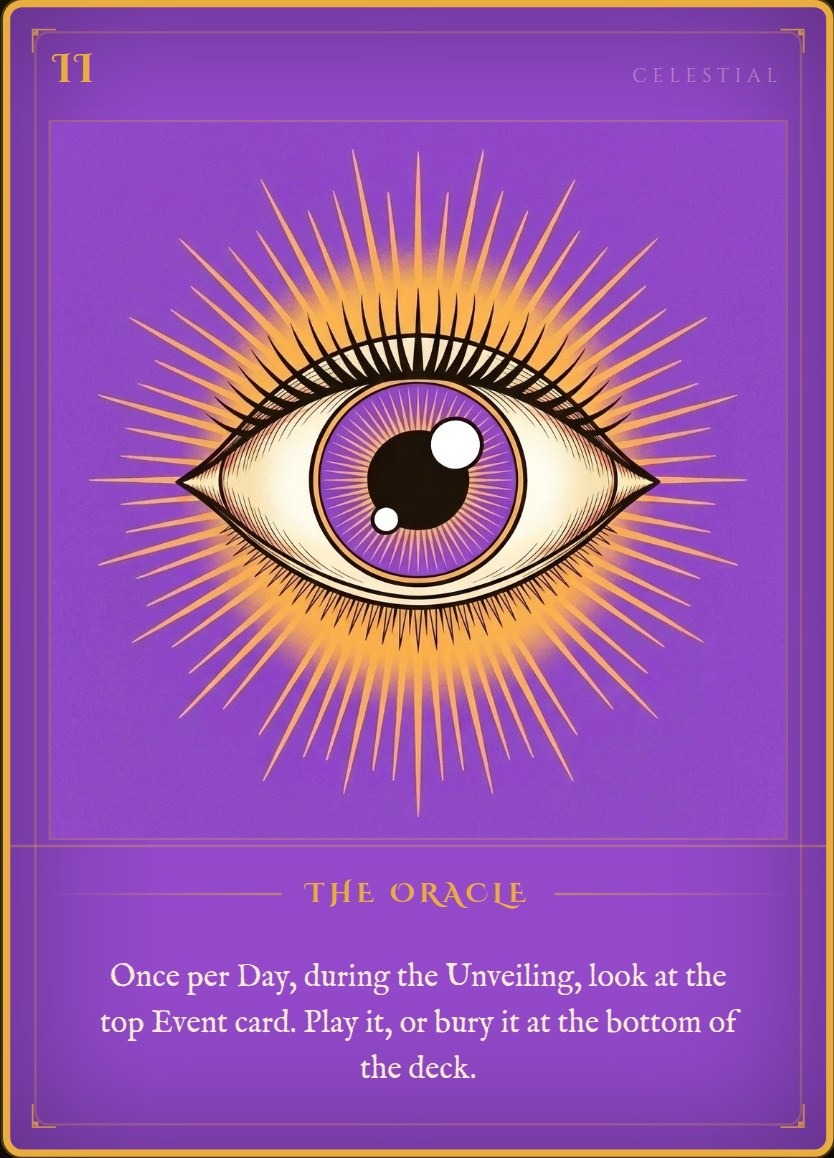 II
CELESTIAL
THE ORACLE
Once per Day, during the Unveiling, look at the
top Event card. Play it, or bury it at the bottom of
the deck.